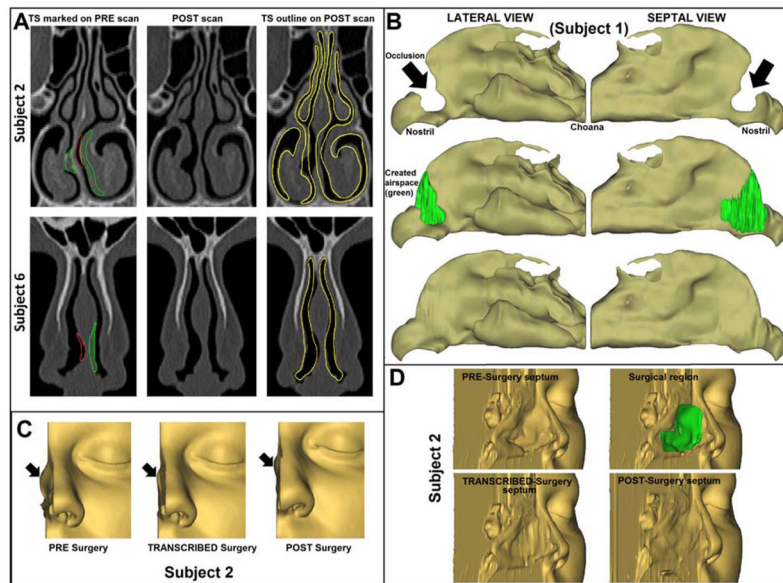 A
TS marked on PRE scan
POST scan
TS outline on POST scan
Subject 2
Subject 6
B
LATERAL VIEW
SEPTAL VIEW
(Subject 1)
Occlusion
Nostril
Choana
Nostril
Created
airspace
(green)
C
PRE Surgery
TRANSCRIBED Surgery
POST Surgery
Subject 2
D
Subject 2
PRE-Surgery septum
Surgical region
TRANSCRIBED-Surgery
septum
POST-Surgery septum